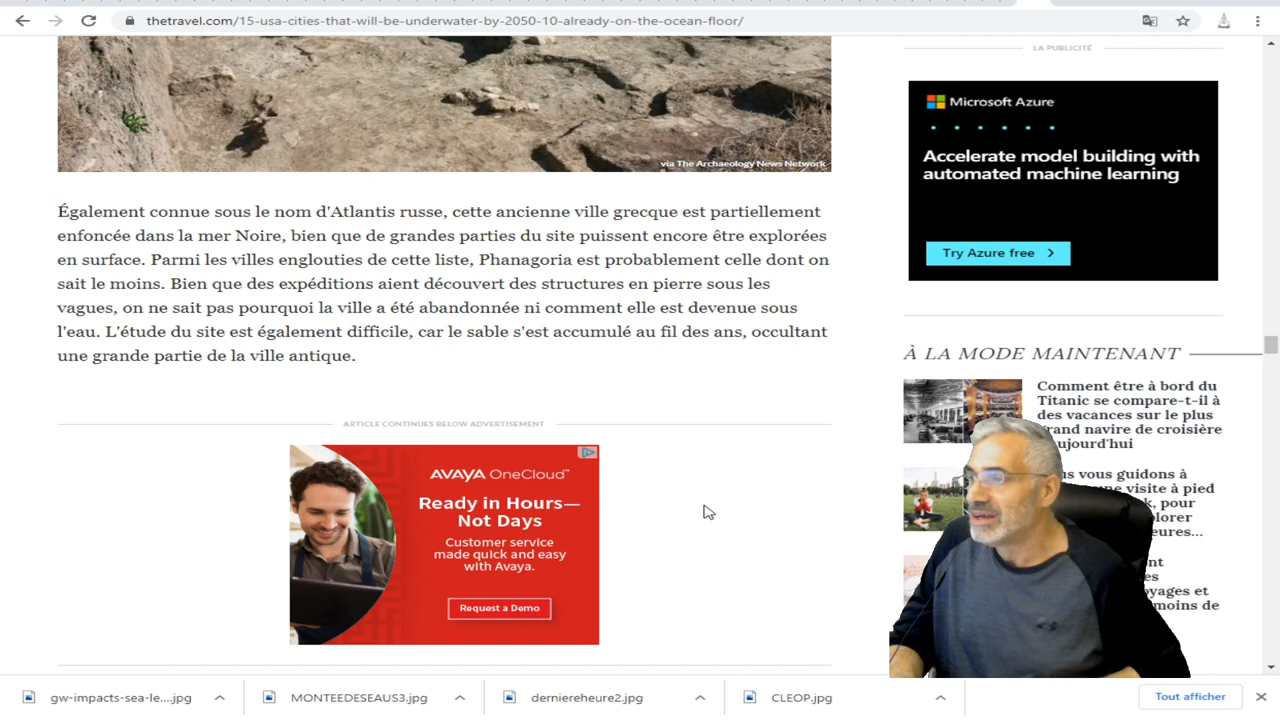 thetravel.com/15-usa-cities-that-will-be-underwater-by-2050-10-already-on-the-ocean-floor/
via The Archaeology News Network
Également connue sous le nom d'Atlantis russe, cette ancienne ville grecque est partiellement
enfoncée dans la mer Noire, bien que de grandes parties du site puissent encore être explorées
en surface. Parmi les villes englouties de cette liste, Phanagoria est probablement celle dont on
sait le moins. Bien que des expéditions aient découvert des structures en pierre sous les
vagues, on ne sait pas pourquoi la ville a été abandonnée ni comment elle est devenue sous
l'eau. L'étude du site est également difficile, car le sable s'est accumulé au fil des ans, occultant
une grande partie de la ville antique.
ARTICLE CONTINUES BELOW ADVERTISEMENT
AVAYA OneCloud™
Ready in Hours—
Not Days
Customer service
made quick and easy
with Avaya.
Request a Demo
LA PUBLICITÉ
Microsoft Azure
Accelerate model building with
automated machine learning
Try Azure free
À LA MODE MAINTENANT
Comment être à bord du
Titanic se compare-t-il à
des vacances sur le plus
grand navire de croisière
aujourd'hui
vous guidons à
une visite à pied
pour
moins de
gw-impacts-sea-le....jpg
MONTEEDESEAUS3.jpg
derniereheure2.jpg
CLEOP.jpg
Tout afficher